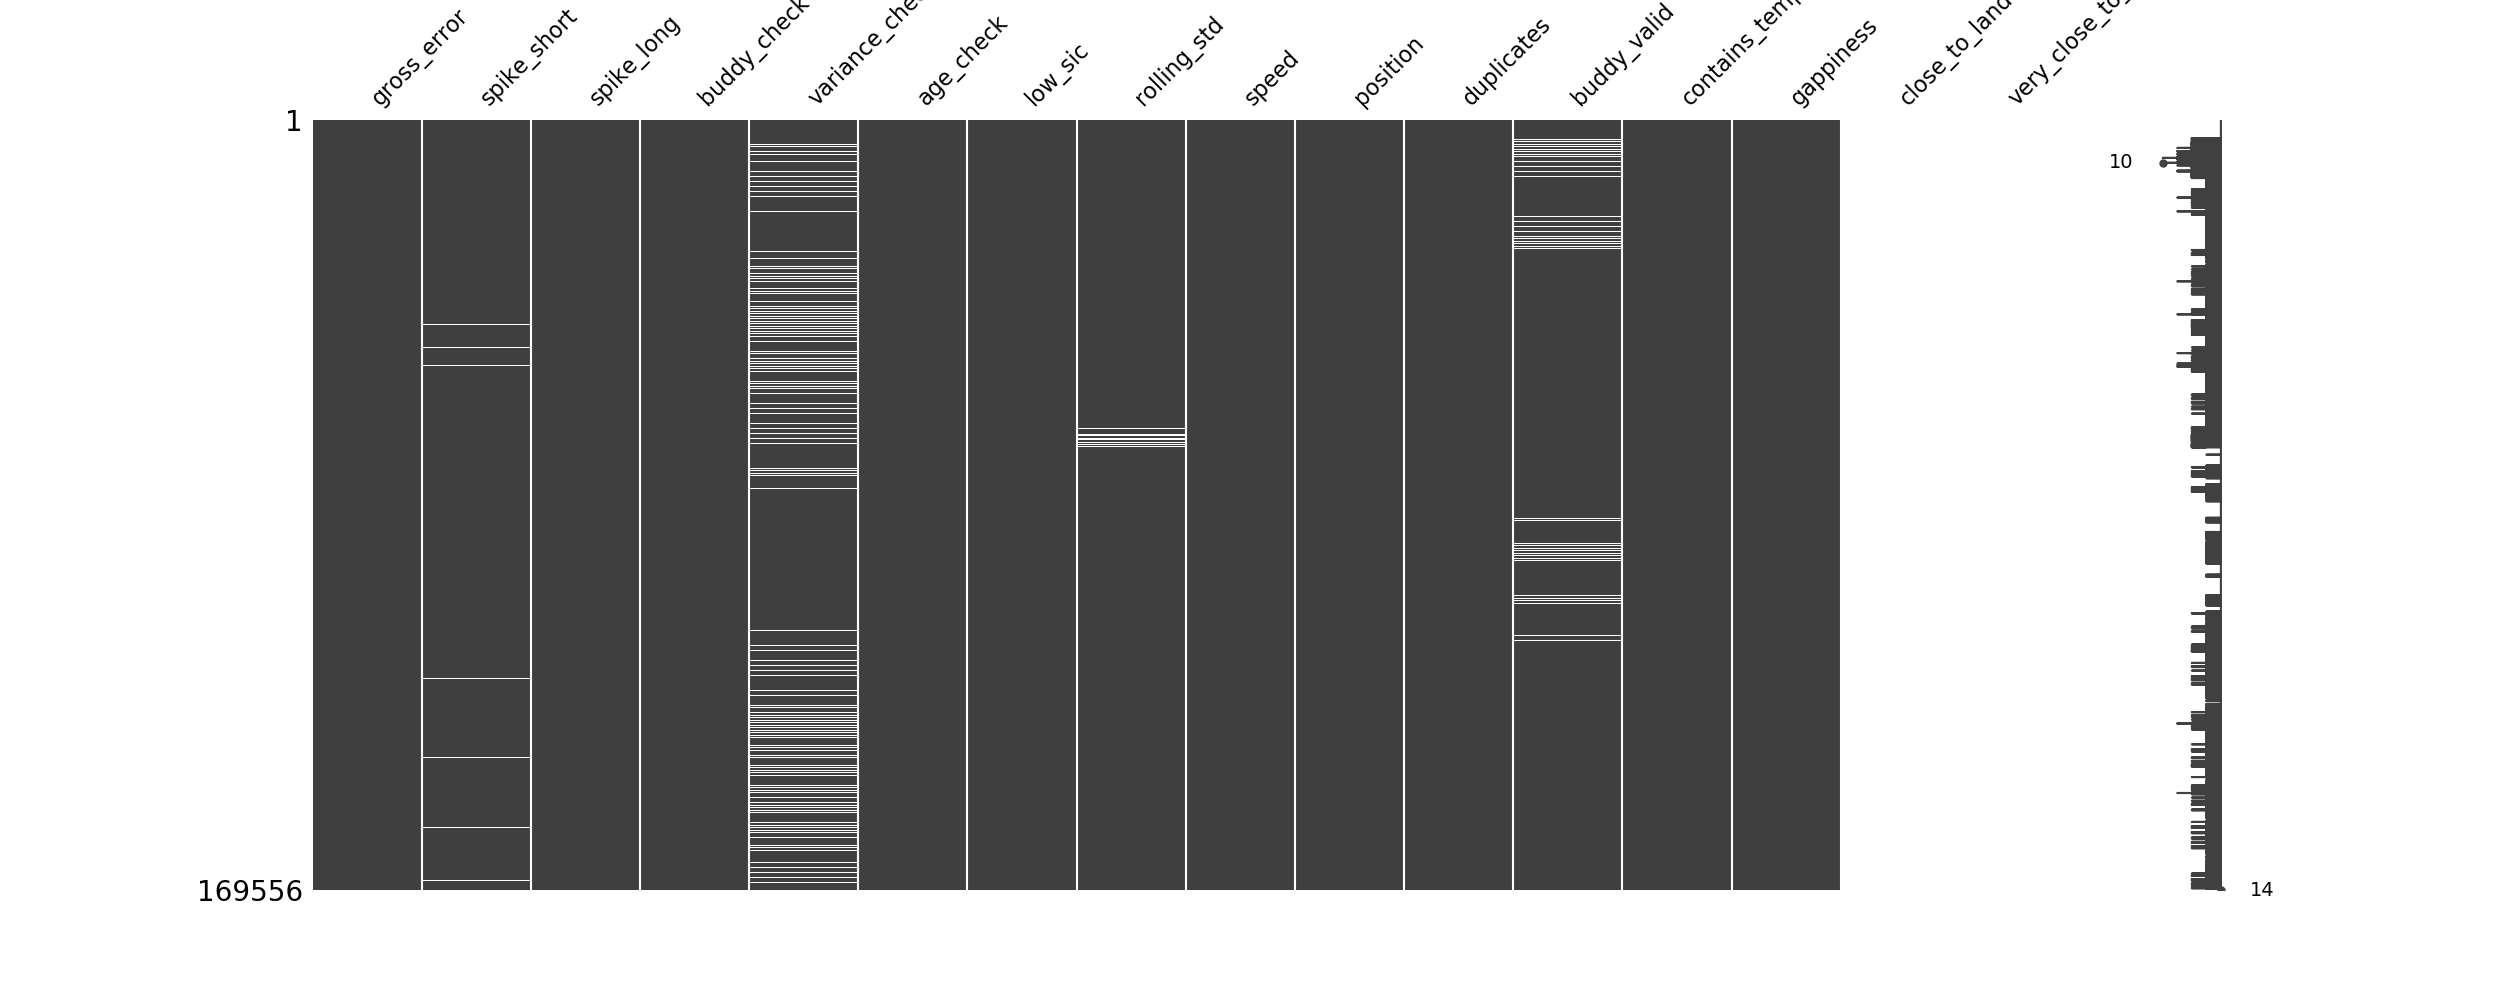 gross_error
spike_short
spike_long
buddy_check
variance_che
age_check
low_sic
rolling_std
speed
position
duplicates
buddy_valid
contains_temp
gappiness
close_to_land
very_close_to_
1
10
169556
14